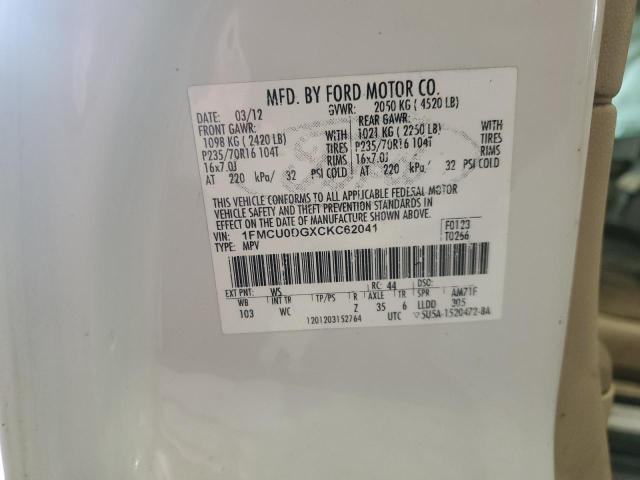 MFD. BY FORD MOTOR CO.
DATE: 03/12 GVWR: 2050 KG ( 4520 LB)
FRONT GAWR: REAR GAWR:
1098 KG ( 2420 LB) WITH 1021 KG ( 2250 LB) WITH
P235/70R16 104T TIRES P235/70R16 104T TIRES
16x7.0J RIMS 16x7.0J RIMS
AT 220 kPa/ 32 PSI COLD AT 220 kPa/ 32 PSI COLD
THIS VEHICLE CONFORMS TO ALL APPLICABLE FEDERAL MOTOR
VEHICLE SAFETY AND THEFT PREVENTION STANDARDS IN
EFFECT ON THE DATE OF MANUFACTURE SHOWN ABOVE.
VIN: 1FMCU0DGXCKC62041 F0123
TYPE: MPV T0266
EXT PNT: WS RC: 44 DSO:
WB INT TR TP/PS R AXLE TR SPR AM71F
103 WC Z 35 6 LLDD 305
1201203152764 UTC ▽5U5A-1520472-BA